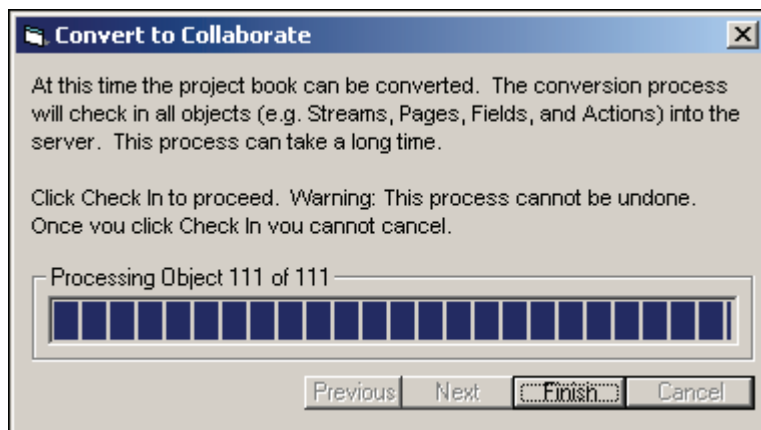 Convert to Collaborate
At this time the project book can be converted. The conversion process
will check in all objects (e.g. Streams, Pages, Fields, and Actions) into the
server. This process can take a long time.
Click Check In to proceed. Warning: This process cannot be undone.
Once you click Check In you cannot cancel.
Processing Object 111 of 111
Previous Next Finish Cancel